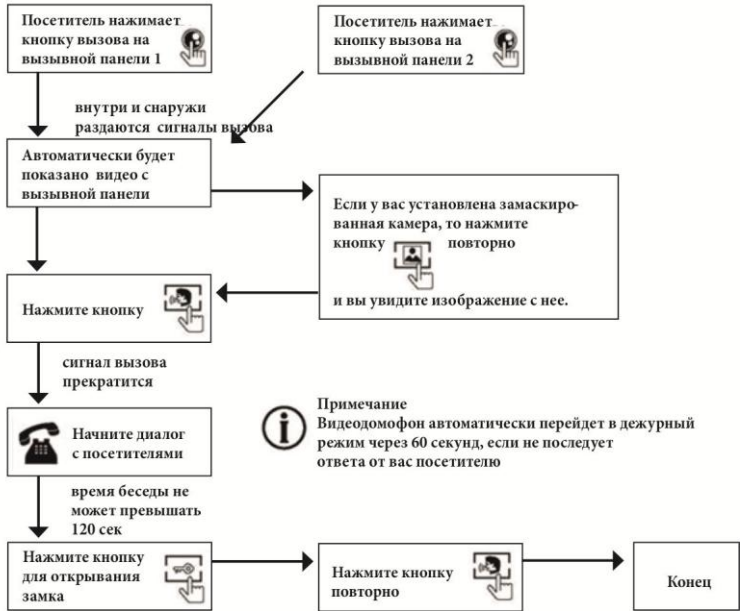 Посетитель нажимает
кнопку вызова на
вызывной панели 1
Посетитель нажимает
кнопку вызова на
вызывной панели 2
внутри и снаружи
раздаются сигналы вызова
Автоматически будет
показано видео с
вызывной панели
Если у вас установлена замаскиро-
ванная камера, то нажмите
кнопку повторно
и вы увидите изображение с нее.
Нажмите кнопку
сигнал вызова
прекратится
Начните диалог
с посетителями
Примечание
Видеодомофон автоматически перейдет в дежурный
режим через 60 секунд, если не последует
ответа от вас посетителю
время беседы не
может превышать
120 сек
Нажмите кнопку
для открывания
замка
Нажмите кнопку
повторно
Конец